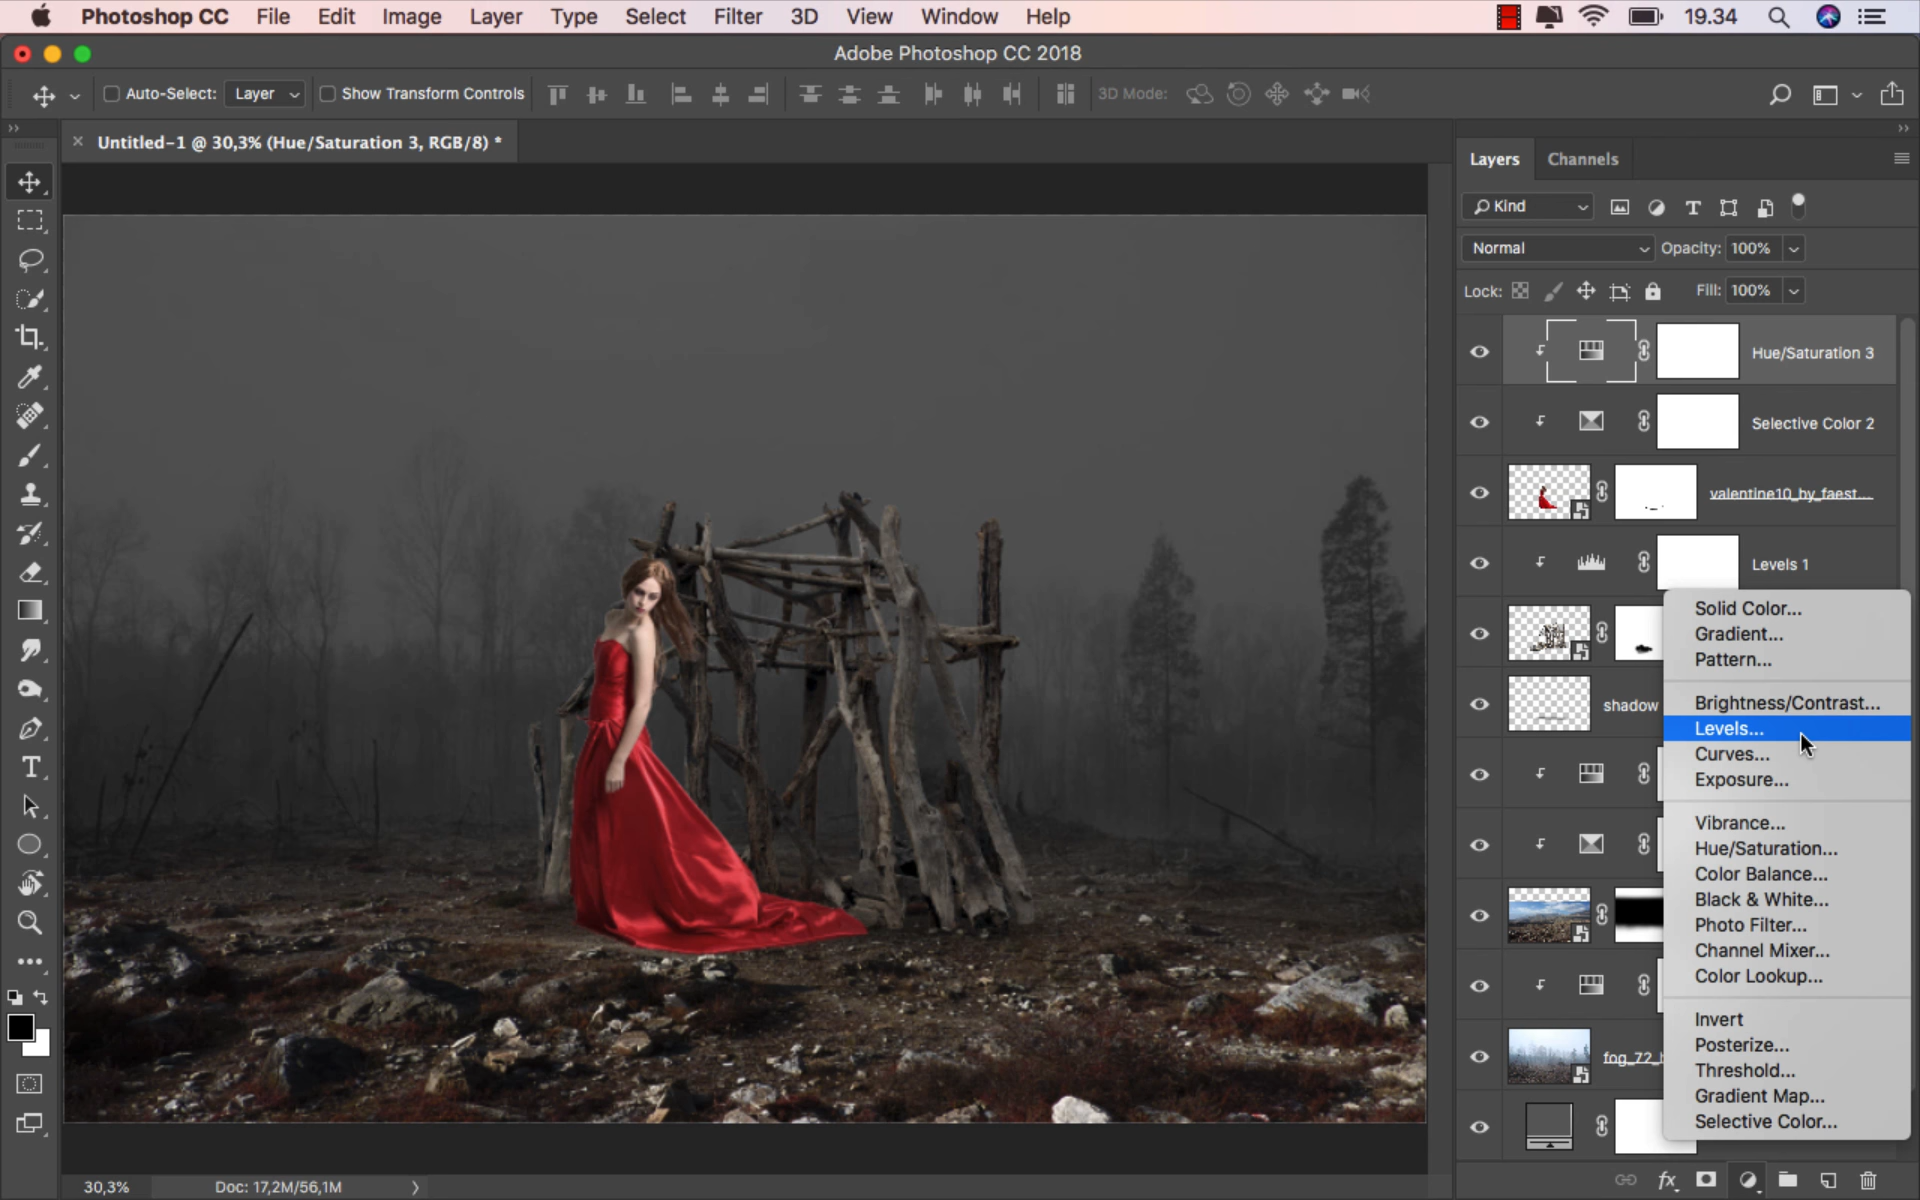 Photoshop CC File Edit Image Layer Type Select Filter 3D View Window Help 19.34
Adobe Photoshop CC 2018
Auto-Select: Layer Show Transform Controls 3D Mode:
Untitled-1 @ 30,3% (Hue/Saturation 3, RGB/8) *
Layers Channels
Kind
Normal Opacity: 100%
Lock: Fill: 100%
Hue/Saturation 3
Selective Color 2
valentine10_by_faest...
Levels 1
shadow
fog_72_b
Solid Color...
Gradient...
Pattern...
Brightness/Contrast...
Levels...
Curves...
Exposure...
Vibrance...
Hue/Saturation...
Color Balance...
Black & White...
Photo Filter...
Channel Mixer...
Color Lookup...
Invert
Posterize...
Threshold...
Gradient Map...
Selective Color...
30,3% Doc: 17,2M/56,1M
fx